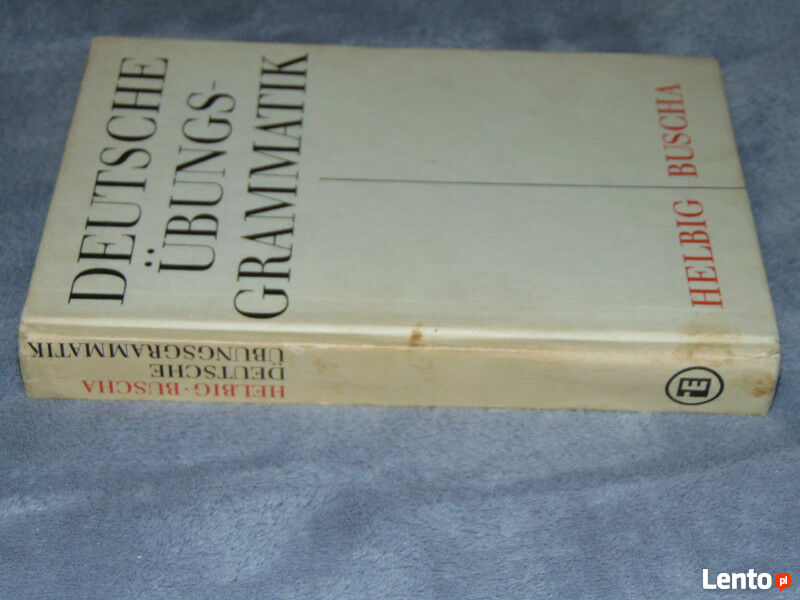 DEUTSCHE
ÜBUNGS-
GRAMMATIK
HELBIG BUSCHA
HELBIG · BUSCHA
DEUTSCHE
ÜBUNGSGRAMMATIK
Lento.pl